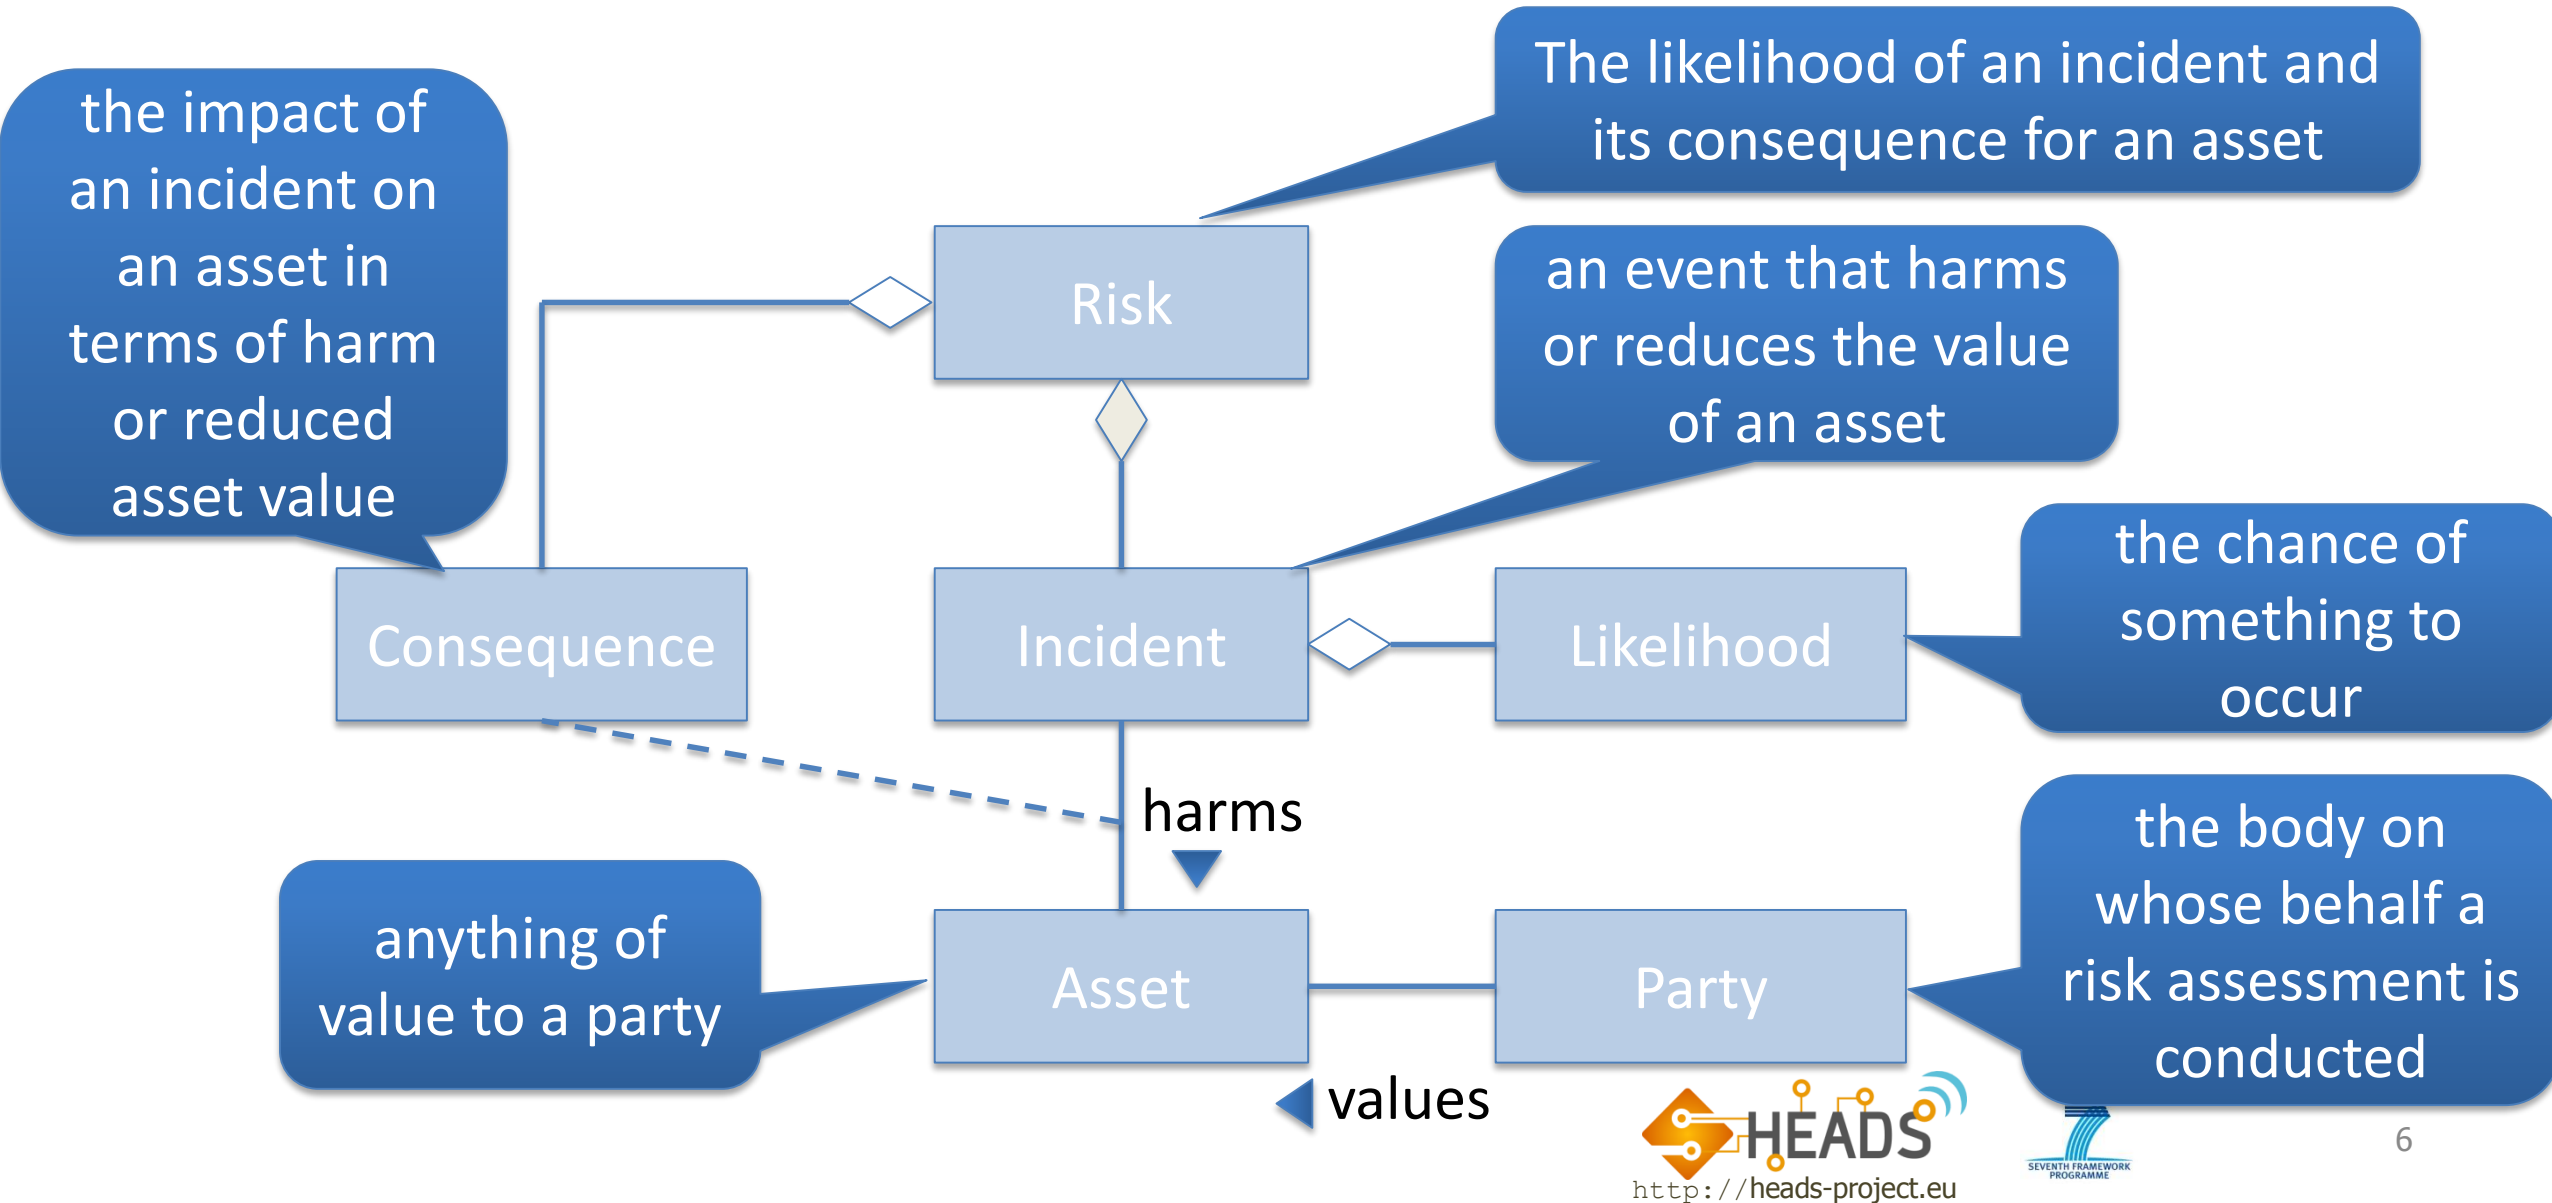 The likelihood of an incident and
its consequence for an asset
the impact of
an incident on
an asset in
terms of harm
or reduced
asset value
Risk
an event that harms
or reduces the value
of an asset
Consequence
Incident
Likelihood
the chance of
something to
occur
harms
anything of
value to a party
Asset
Party
the body on
whose behalf a
risk assessment is
conducted
values
HEADS
http://heads-project.eu
SEVENTH FRAMEWORK
PROGRAMME
6